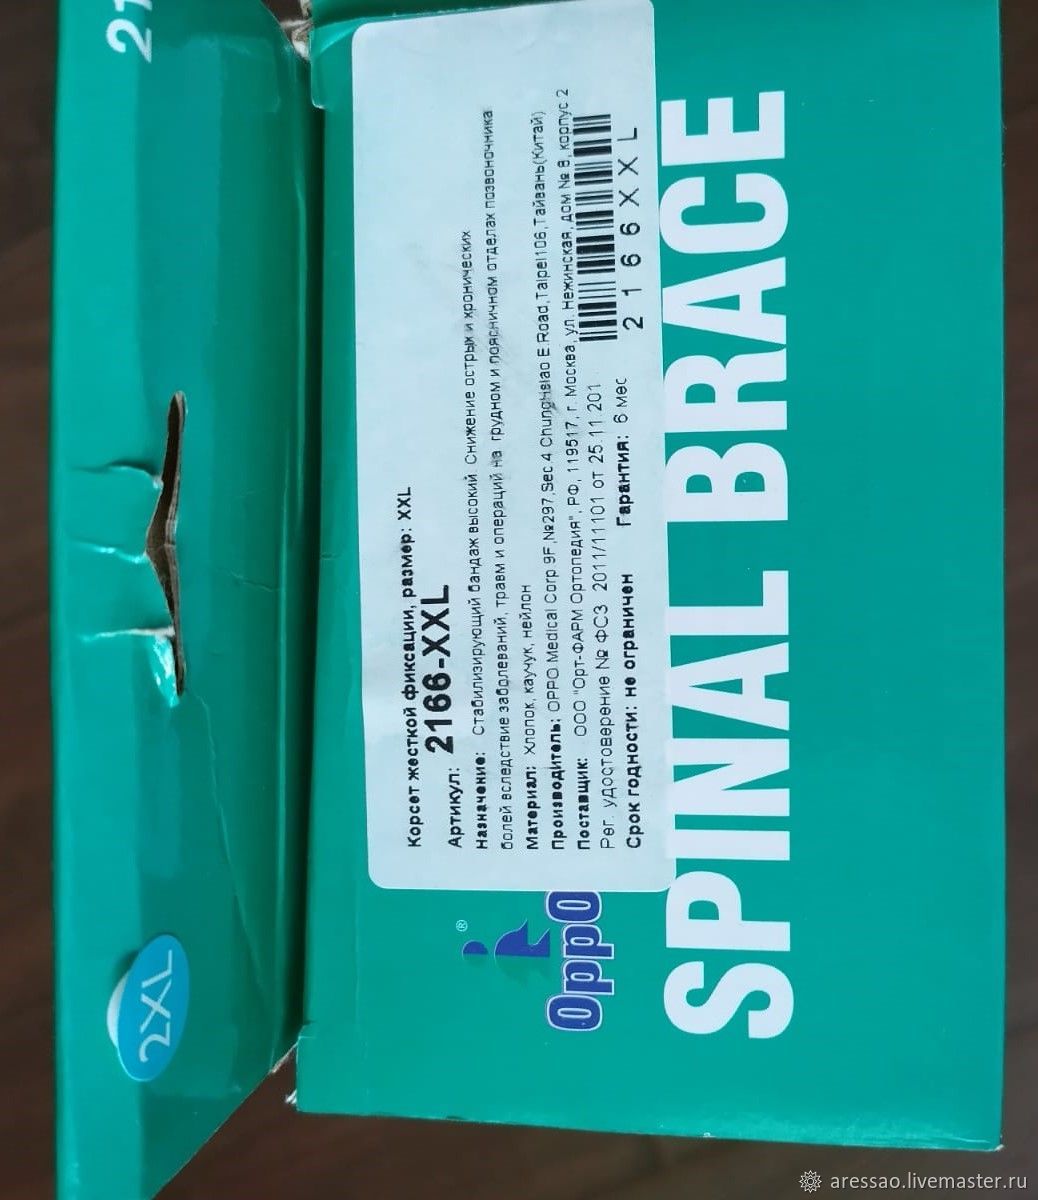 21
2XL
Корсет жесткой фиксации, размер: XXL
Артикул: 2166-XXL
Назначение: Стабилизирующий бандаж высокий. Снижение острых и хронических
болей вследствие заболеваний, травм и операций на грудном и поясничном отделах позвоночника
Материал: Хлопок, каучук, нейлон
Производитель: OPPO Medical Corp 9F,№297,Sec.4 ChungHsiao E.Road,Taipei106,Тайвань(Китай)
Поставщик: ООО "Орт-ФАРМ Ортопедия", РФ, 119517, г. Москва, ул. Нежинская, дом № 8, корпус 2
Рег. удостоверение № ФСЗ 2011/11101 от 25.11.201
Срок годности: не ограничен Гарантия: 6 мес
2166XXL
®
OppO
SPINAL BRACE
aressao.livemaster.ru